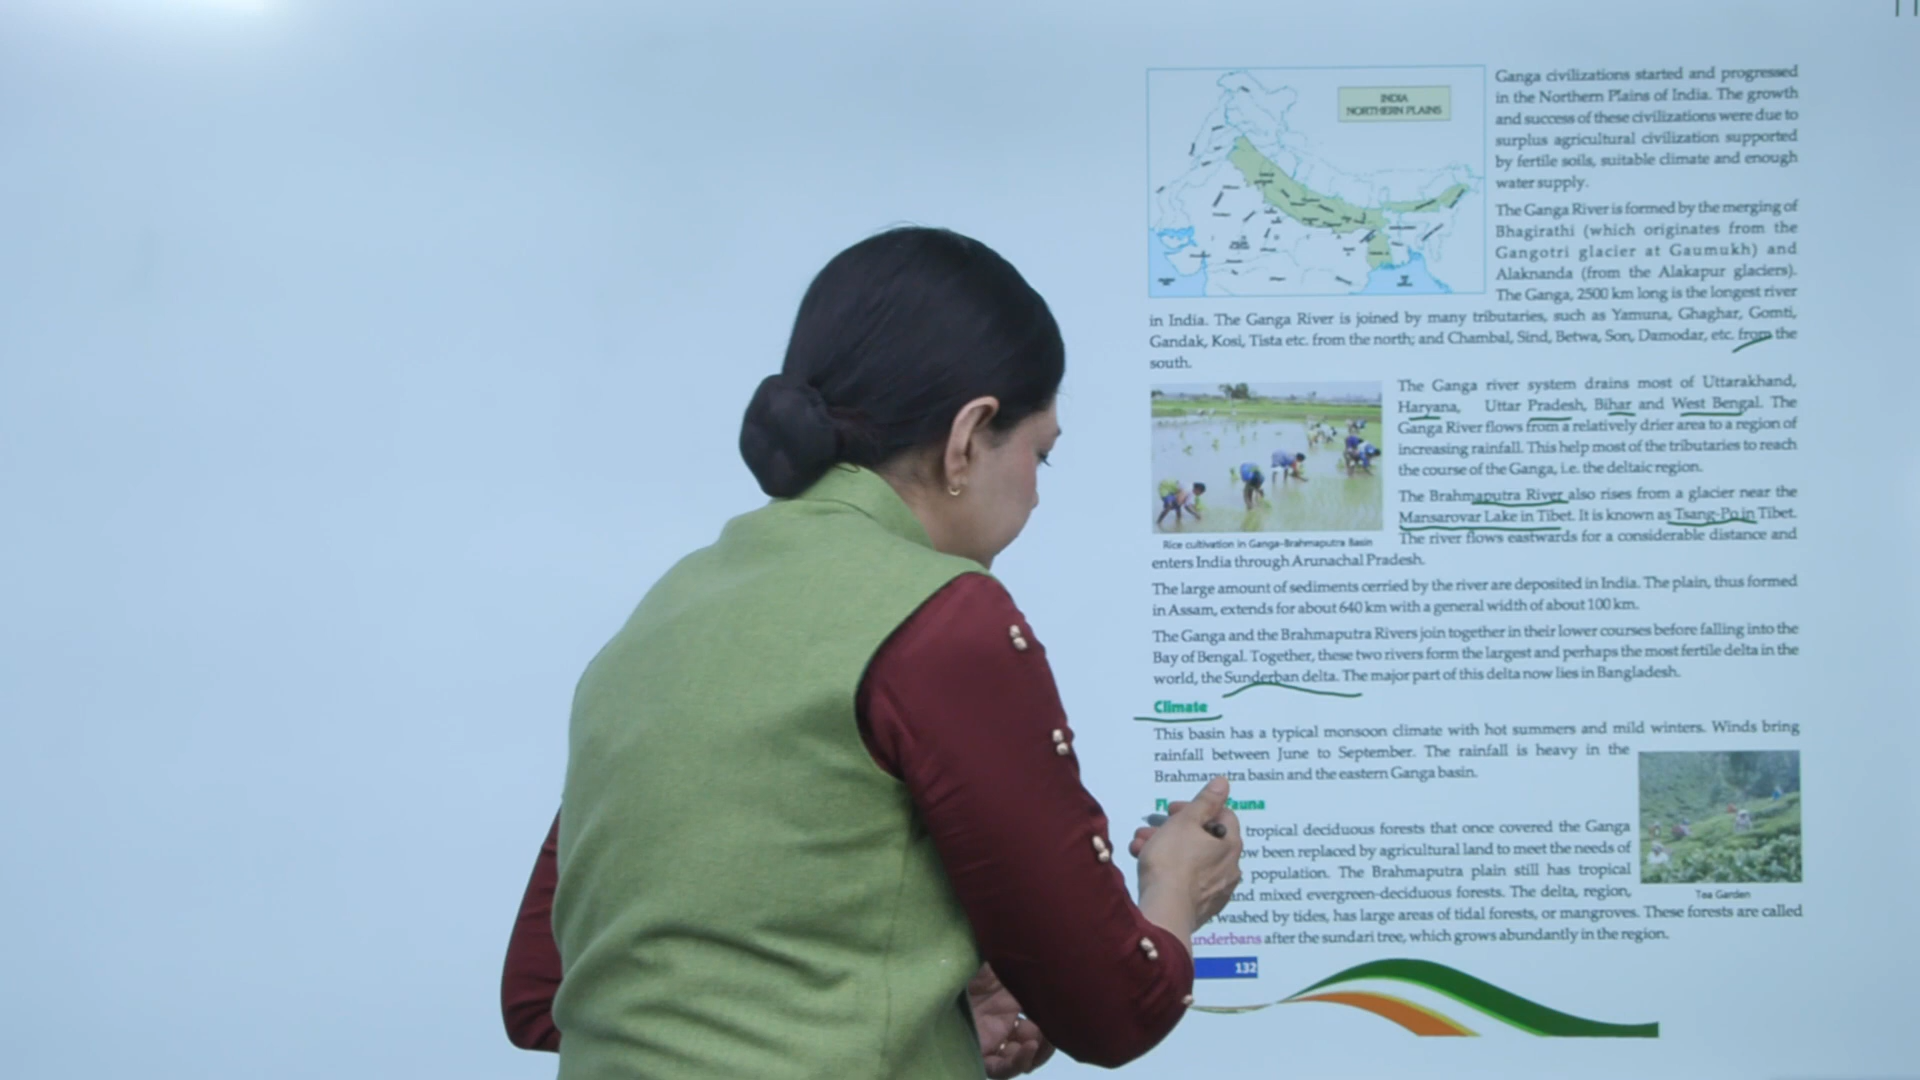 INDIA
NORTHERN PLAINS
Ganga civilizations started and progressed
in the Northern Plains of India. The growth
and success of these civilizations were due to
surplus agricultural civilization supported
by fertile soils, suitable climate and enough
water supply.
The Ganga River is formed by the merging of
Bhagirathi (which originates from the
Gangotri glacier at Gaumukh) and
Alaknanda (from the Alakapur glaciers).
The Ganga, 2500 km long is the longest river
in India. The Ganga River is joined by many tributaries, such as Yamuna, Ghaghar, Gomti,
Gandak, Kosi, Tista etc. from the north; and Chambal, Sind, Betwa, Son, Damodar, etc. from the
south.
The Ganga river system drains most of Uttarakhand,
Haryana, Uttar Pradesh, Bihar and West Bengal. The
Ganga River flows from a relatively drier area to a region of
increasing rainfall. This help most of the tributaries to reach
the course of the Ganga, i.e. the deltaic region.
The Brahmaputra River also rises from a glacier near the
Mansarovar Lake in Tibet. It is known as Tsang-Po in Tibet.
The river flows eastwards for a considerable distance and
Rice cultivation in Ganga-Brahmaputra Basin
enters India through Arunachal Pradesh.
The large amount of sediments cerried by the river are deposited in India. The plain, thus formed
in Assam, extends for about 640 km with a general width of about 100 km.
The Ganga and the Brahmaputra Rivers join together in their lower courses before falling into the
Bay of Bengal. Together, these two rivers form the largest and perhaps the most fertile delta in the
world, the Sunderban delta. The major part of this delta now lies in Bangladesh.
Climate
This basin has a typical monsoon climate with hot summers and mild winters. Winds bring
rainfall between June to September. The rainfall is heavy in the
Brahmaputra basin and the eastern Ganga basin.
Fauna
tropical deciduous forests that once covered the Ganga
been replaced by agricultural land to meet the needs of
population. The Brahmaputra plain still has tropical
and mixed evergreen-deciduous forests. The delta, region,
Tea Garden
washed by tides, has large areas of tidal forests, or mangroves. These forests are called
after the sundari tree, which grows abundantly in the region.
132